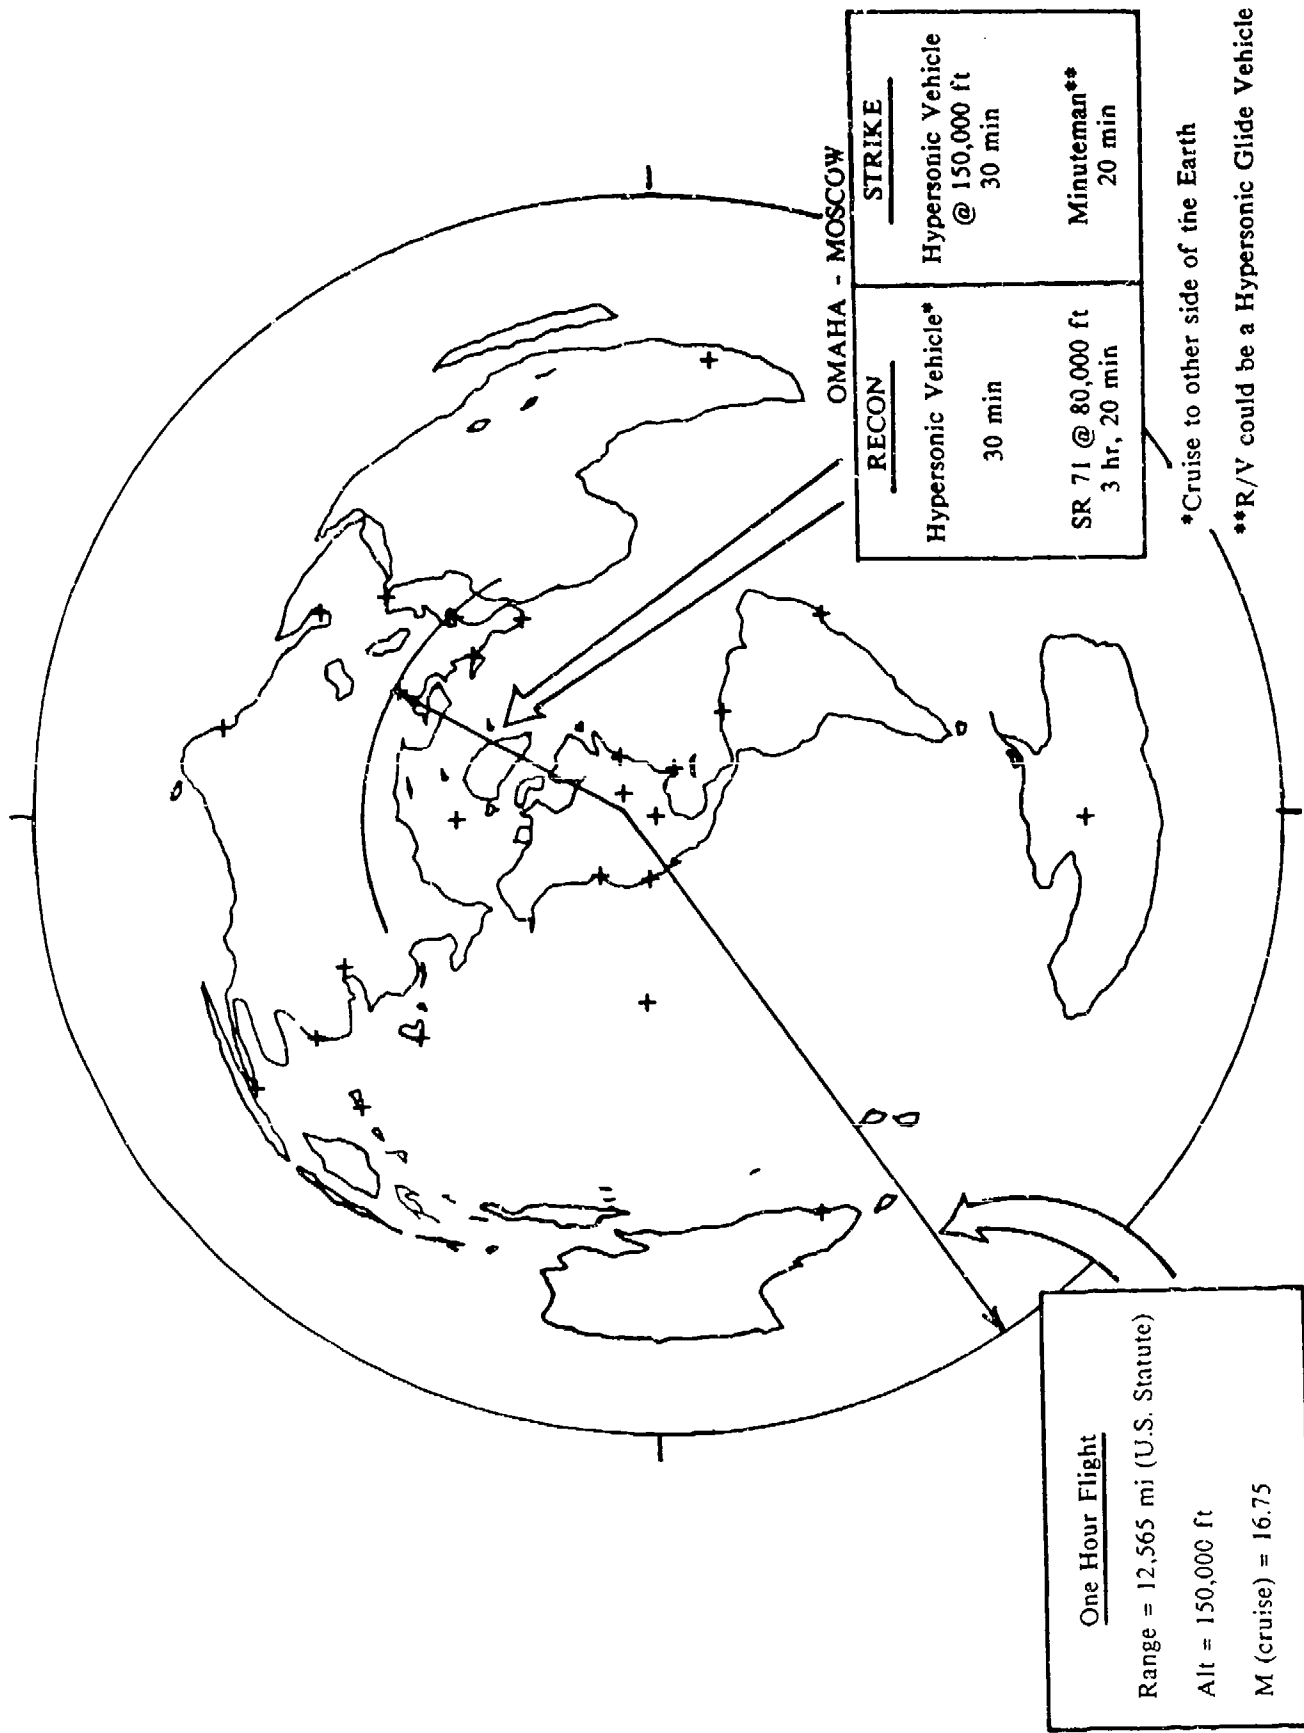 OMAHA - MOSCOW
RECON
Hypersonic Vehicle*
30 min
SR 71 @ 80,000 ft
3 hr, 20 min
STRIKE
Hypersonic Vehicle
@ 150,000 ft
30 min
Minuteman**
20 min
*Cruise to other side of the Earth
**R/V could be a Hypersonic Glide Vehicle
One Hour Flight
Range = 12,565 mi (U.S. Statute)
Alt = 150,000 ft
M (cruise) = 16.75